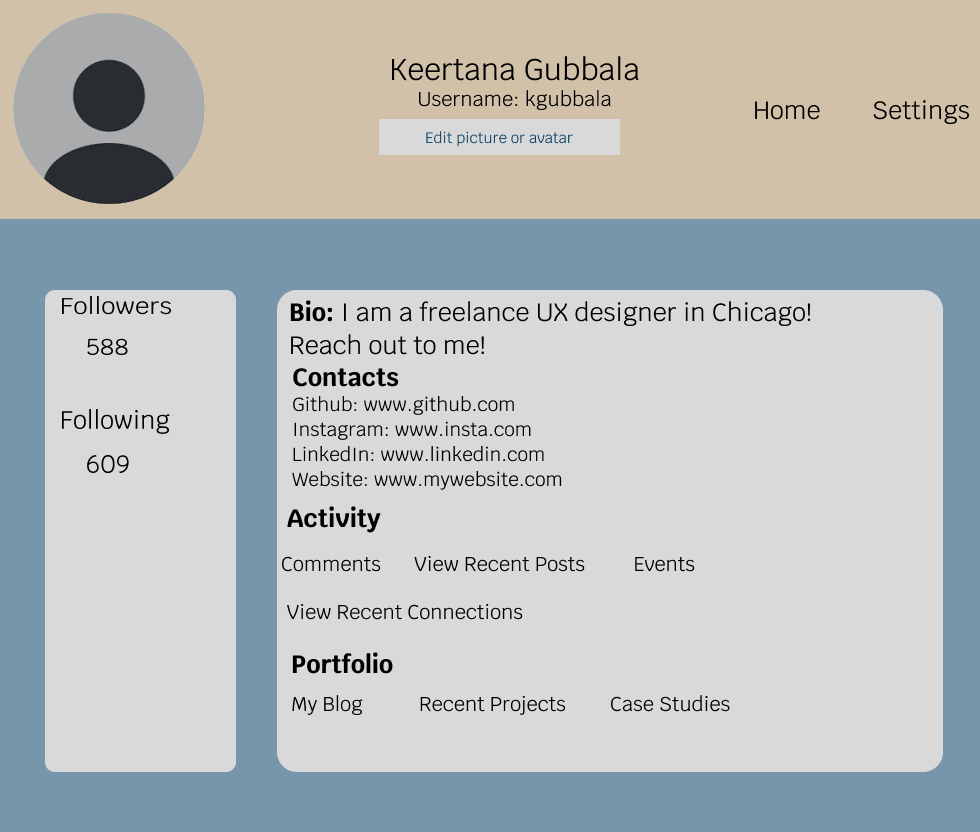 Keertana Gubbala
Username: kgubbala
Edit picture or avatar
Home
Settings
Followers
588
Following
609
Bio: I am a freelance UX designer in Chicago!
Reach out to me!
Contacts
Github: www.github.com
Instagram: www.insta.com
LinkedIn: www.linkedin.com
Website: www.mywebsite.com
Activity
Comments View Recent Posts Events
View Recent Connections
Portfolio
My Blog Recent Projects Case Studies